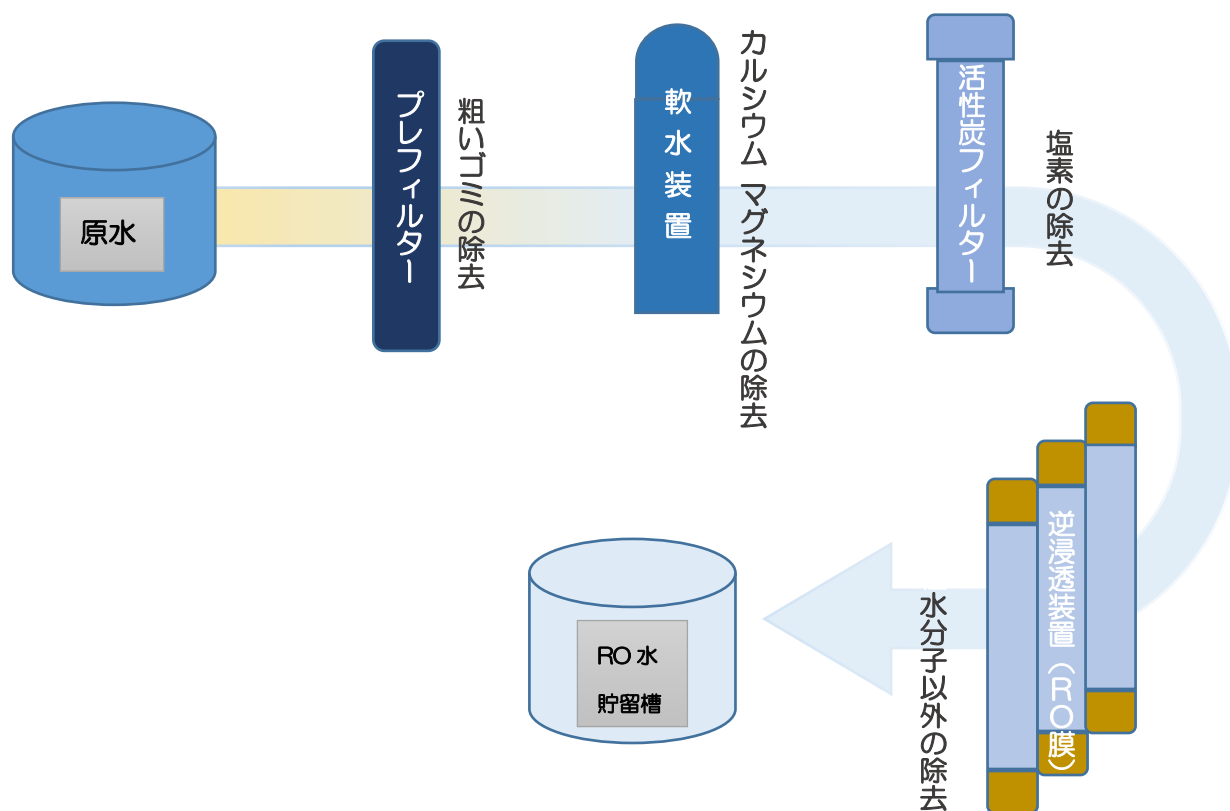 原水
プレフィルター
粗いゴミの除去
軟水装置
カルシウム マグネシウムの除去
活性炭フィルター
塩素の除去
逆浸透装置（RO膜）
水分子以外の除去
RO水
貯留槽